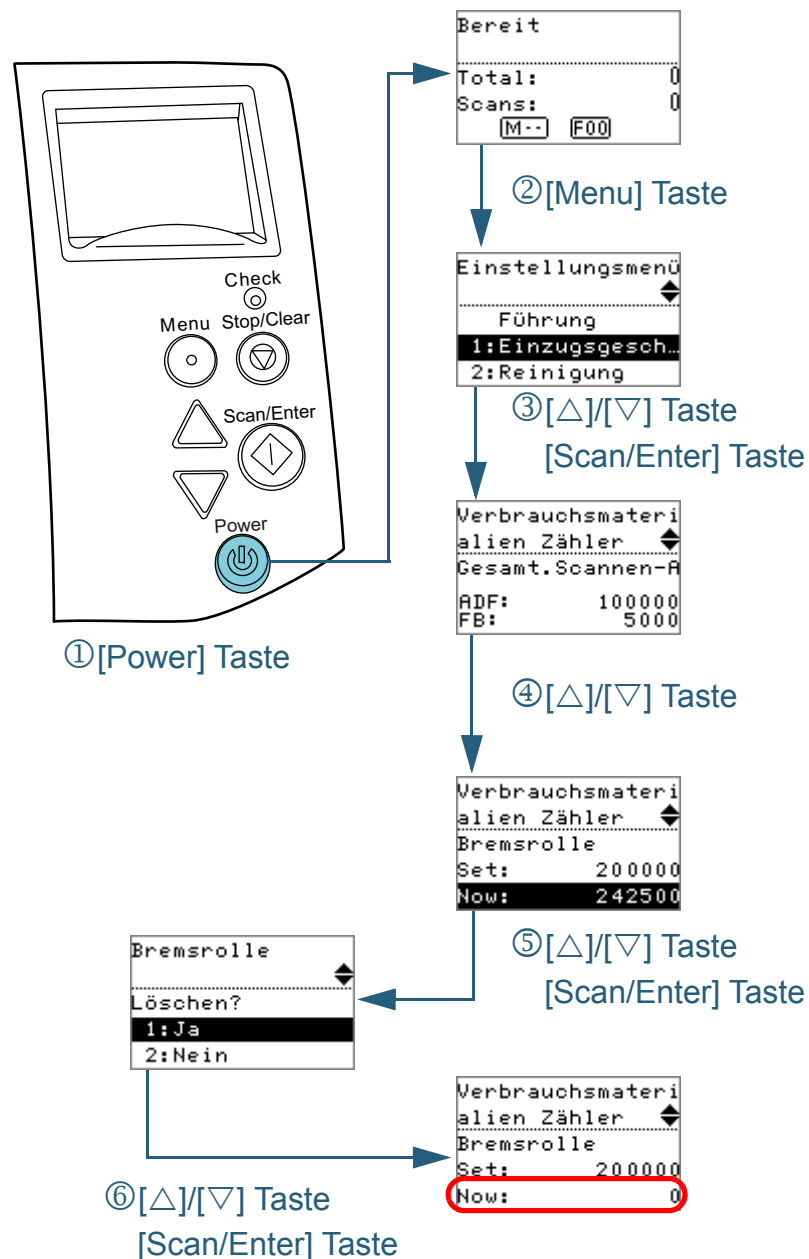 Bereit
Total: 0
Scans: 0
M-- F00
②[Menu] Taste
Einstellungsmenü
Führung
1:Einzugsgesch…
2:Reinigung
③[△]/[▽] Taste
[Scan/Enter] Taste
Check
Menu Stop/Clear
Scan/Enter
Power
①[Power] Taste
Verbrauchsmateri
alien Zähler
Gesamt.Scannen-A
ADF: 100000
FB: 5000
④[△]/[▽] Taste
Verbrauchsmateri
alien Zähler
Bremsrolle
Set: 200000
Now: 242500
⑤[△]/[▽] Taste
[Scan/Enter] Taste
Bremsrolle
Löschen?
1:Ja
2:Nein
⑥[△]/[▽] Taste
[Scan/Enter] Taste
Verbrauchsmateri
alien Zähler
Bremsrolle
Set: 200000
Now: 0